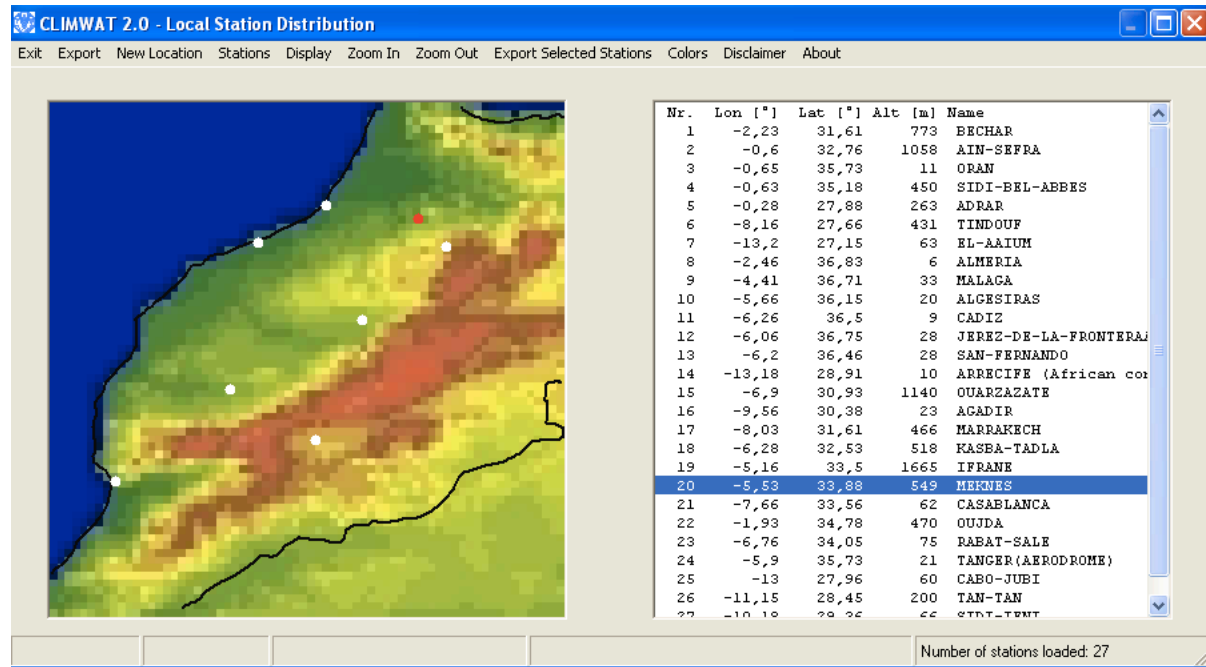 CLIMWAT 2.0 - Local Station Distribution
Exit Export New Location Stations Display Zoom In Zoom Out Export Selected Stations Colors Disclaimer About
Nr. Lon [°] Lat [°] Alt [m] Name
1 -2,23 31,61 773 BECHAR
2 -0,6 32,76 1058 AIN-SEFRA
3 -0,65 35,73 11 ORAN
4 -0,63 35,18 450 SIDI-BEL-ABBES
5 -0,28 27,88 263 ADRAR
6 -8,16 27,66 431 TINDOUF
7 -13,2 27,15 63 EL-AAIUM
8 -2,46 36,83 6 ALMERIA
9 -4,41 36,71 33 MALAGA
10 -5,66 36,15 20 ALGESIRAS
11 -6,26 36,5 9 CADIZ
12 -6,06 36,75 28 JEREZ-DE-LA-FRONTERA
13 -6,2 36,46 28 SAN-FERNANDO
14 -13,18 28,91 10 ARRECIFE (African cor
15 -6,9 30,93 1140 OUARZAZATE
16 -9,56 30,38 23 AGADIR
17 -8,03 31,61 466 MARRAKECH
18 -6,28 32,53 518 KASBA-TADLA
19 -5,16 33,5 1665 IFRANE
20 -5,53 33,88 549 MEKNES
21 -7,66 33,56 62 CASABLANCA
22 -1,93 34,78 470 OUJDA
23 -6,76 34,05 75 RABAT-SALE
24 -5,9 35,73 21 TANGER(AERODROME)
25 -13 27,96 60 CABO-JUBI
26 -11,15 28,45 200 TAN-TAN
27 -10,18 29,36 66 SIDI-IFNI
Number of stations loaded: 27